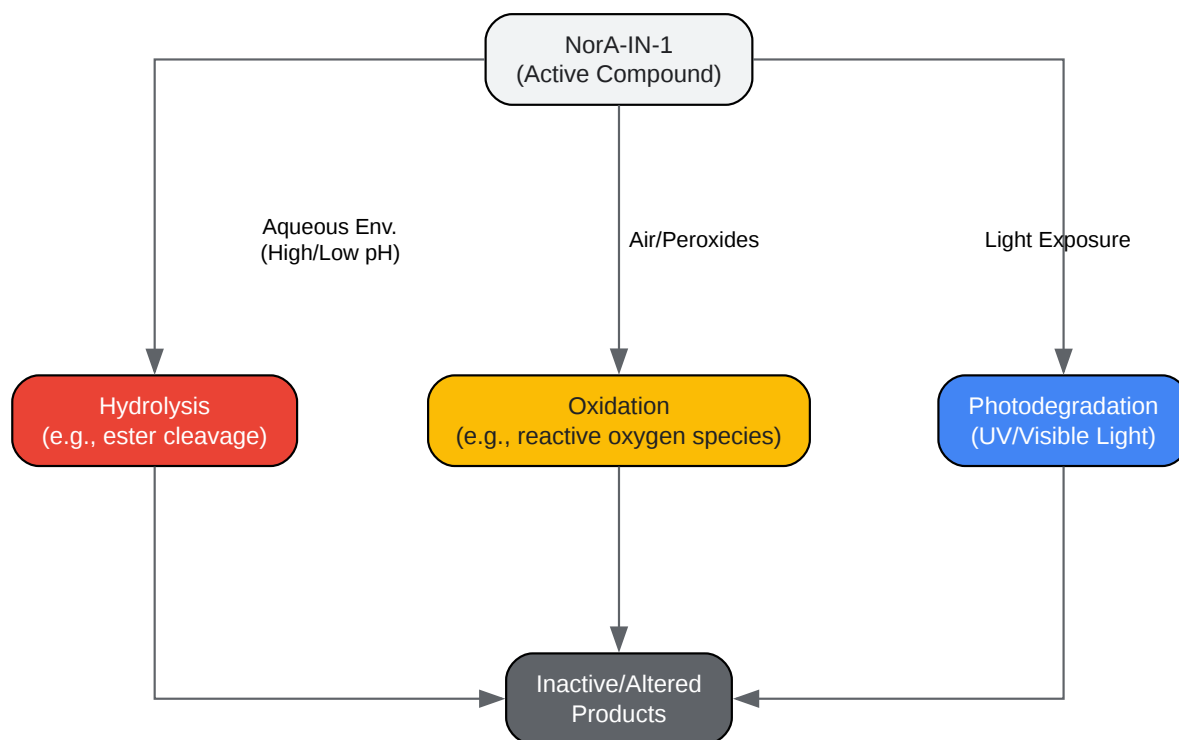 NorA-IN-1
(Active Compound)
Aqueous Env.
(High/Low pH)
Air/Peroxides
Light Exposure
Hydrolysis
(e.g., ester cleavage)
Oxidation
(e.g., reactive oxygen species)
Photodegradation
(UV/Visible Light)
Inactive/Altered
Products